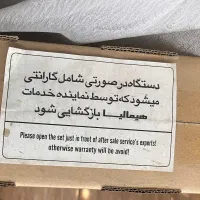 دستگاه در صورتی شامل گارانتی
میشود که توسط نماینده خدمات
هیمالیا بازگشایی شود
Please open the set just in front of after sale service's experts!
otherwise warranty will be avoid!